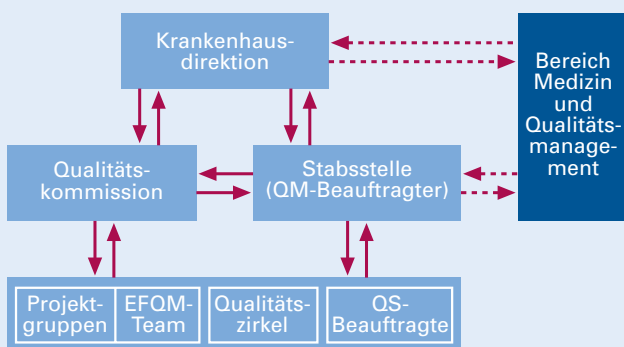 Krankenhaus-
direktion
Bereich
Medizin
und
Qualitäts-
manage-
ment
Qualitäts-
kommission
Stabsstelle
(QM-Beauftragter)
Projekt-
gruppen
EFQM-
Team
Qualitäts-
zirkel
QS-
Beauftragte